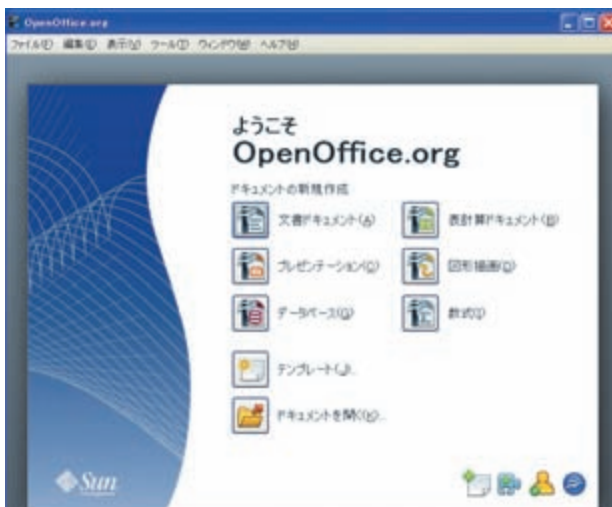 OpenOffice.org
ファイル(F) 編集(E) 表示(V) ツール(T) ウィンドウ(W) ヘルプ(H)
ようこそ
OpenOffice.org
ドキュメントの新規作成
文書ドキュメント(A)
表計算ドキュメント(B)
プレゼンテーション(C)
図形描画(D)
データベース
数式
テンプレート
ドキュメントを開く
Sun